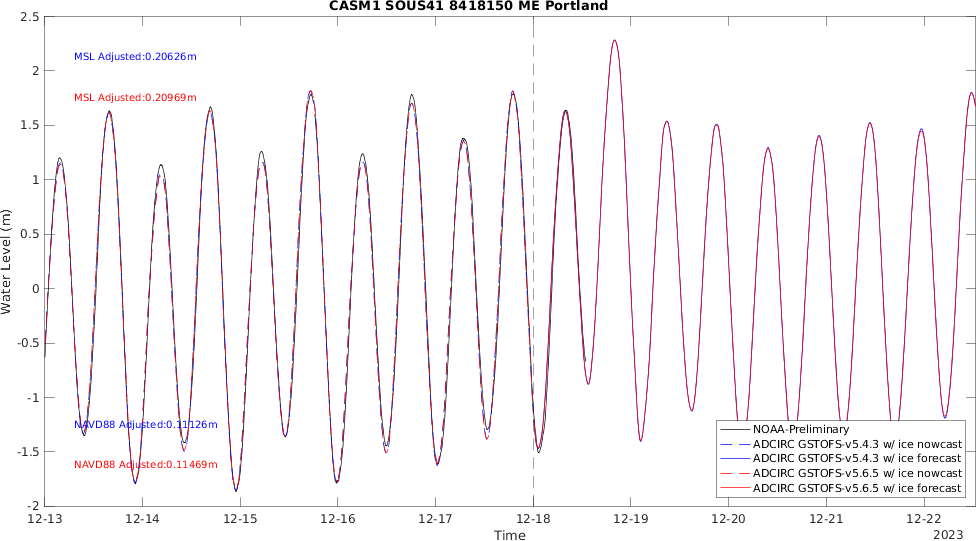 CASM1 SOUS41 8418150 ME Portland
2.5
2
1.5
1
0.5
0
-0.5
-1
-1.5
-2
Water Level (m)
MSL Adjusted:0.20626m
MSL Adjusted:0.20969m
NAVD88 Adjusted:0.11126m
NAVD88 Adjusted:0.11469m
NOAA-Preliminary
ADCIRC GSTOFS-v5.4.3 w/ ice nowcast
ADCIRC GSTOFS-v5.4.3 w/ ice forecast
ADCIRC GSTOFS-v5.6.5 w/ ice nowcast
ADCIRC GSTOFS-v5.6.5 w/ ice forecast
12-13 12-14 12-15 12-16 12-17 12-18 12-19 12-20 12-21 12-22
Time
2023